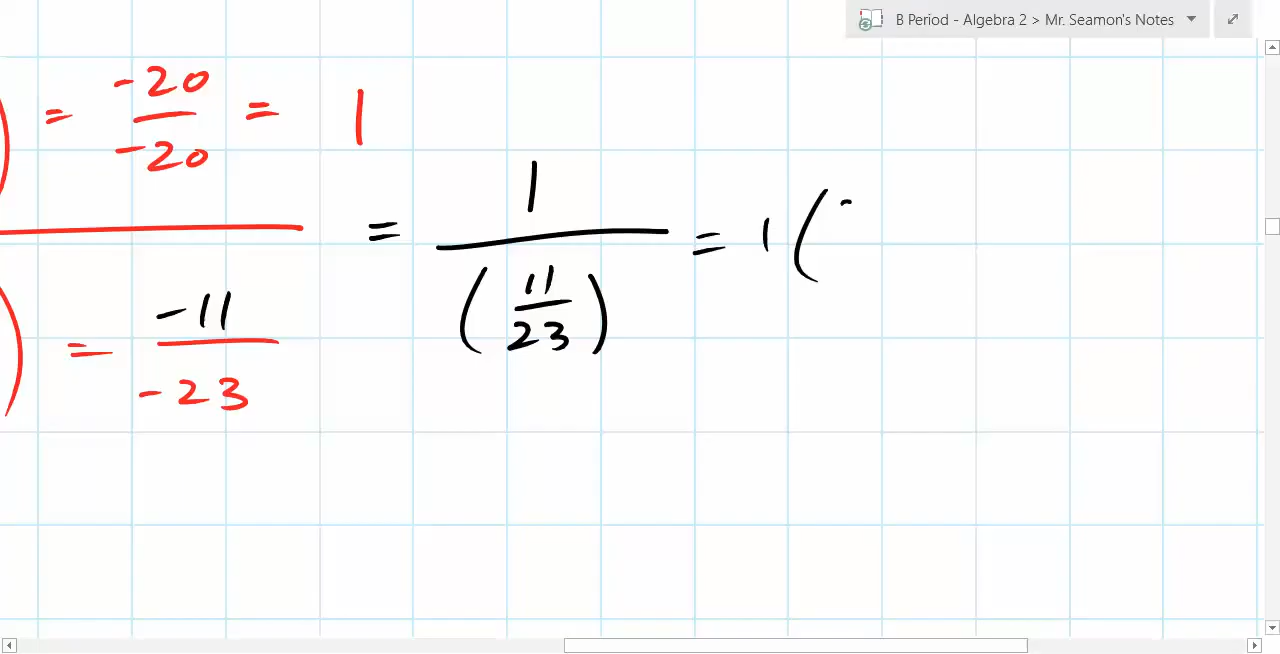 B Period - Algebra 2 > Mr. Seamon's Notes
= -20 / -20 = 1
= 1 / ( 11 / 23 ) = 1 (
) = -11 / -23